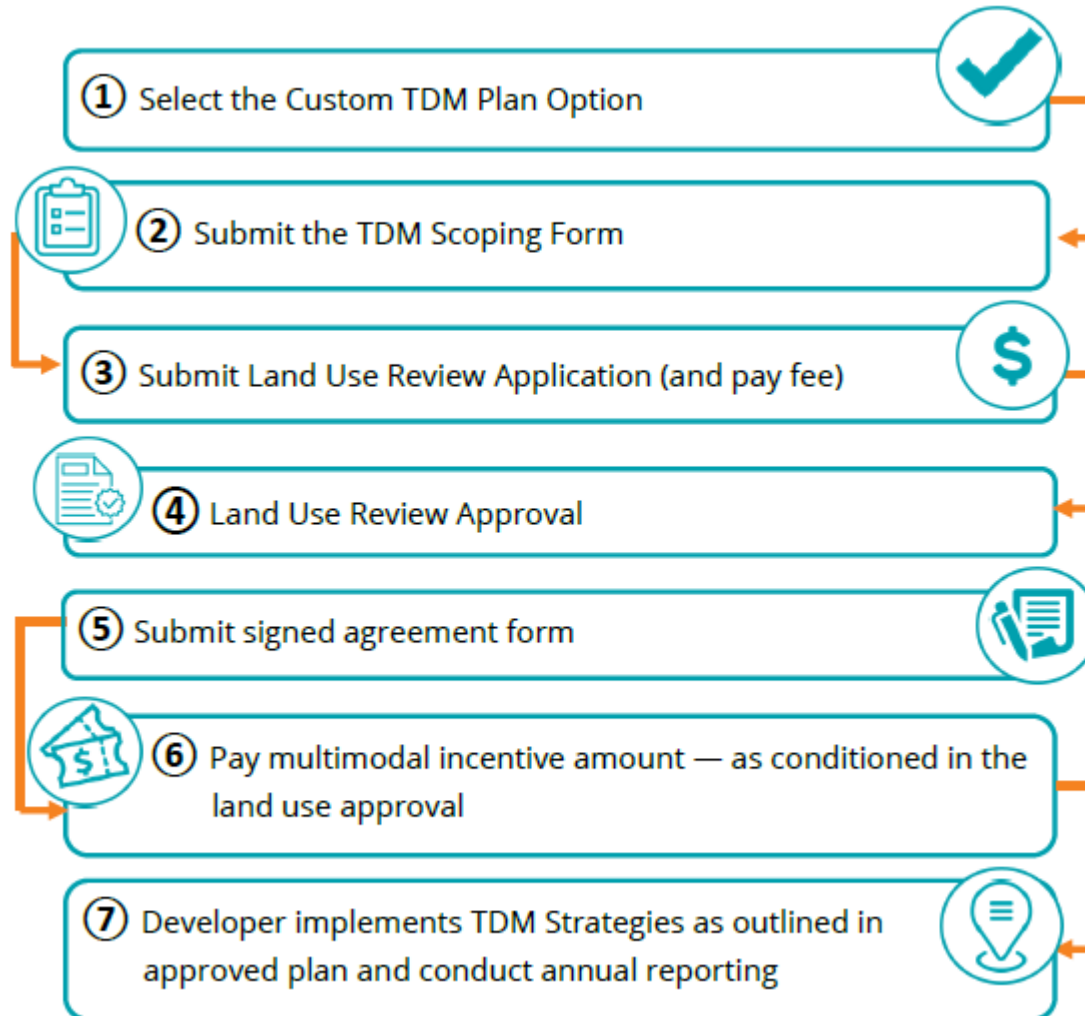 ① Select the Custom TDM Plan Option
② Submit the TDM Scoping Form
③ Submit Land Use Review Application (and pay fee)
$
④ Land Use Review Approval
⑤ Submit signed agreement form
$
⑥ Pay multimodal incentive amount — as conditioned in the
land use approval
⑦ Developer implements TDM Strategies as outlined in
approved plan and conduct annual reporting